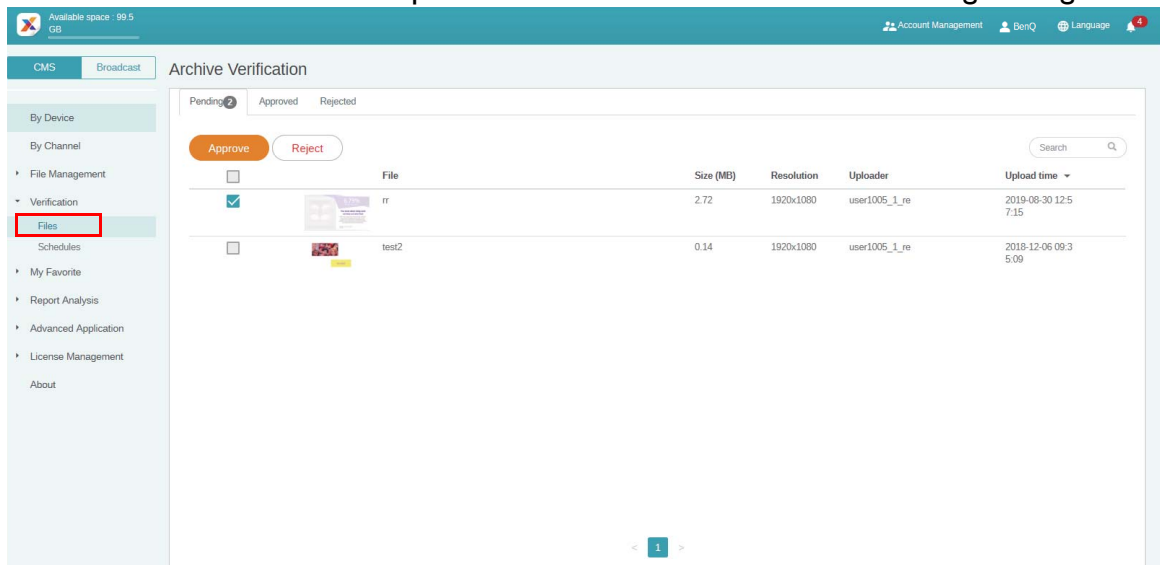 Available space : 99.5
GB
Account Management
BenQ
Language
4
CMS
Broadcast
By Device
By Channel
File Management
Verification
Files
Schedules
My Favorite
Report Analysis
Advanced Application
License Management
About
Archive Verification
Pending 2
Approved
Rejected
Approve
Reject
Search
File Size (MB) Resolution Uploader Upload time
rr 2.72 1920x1080 user1005_1_re 2019-08-30 12:5
7:15
test2 0.14 1920x1080 user1005_1_re 2018-12-06 09:3
5:09
< 1 >